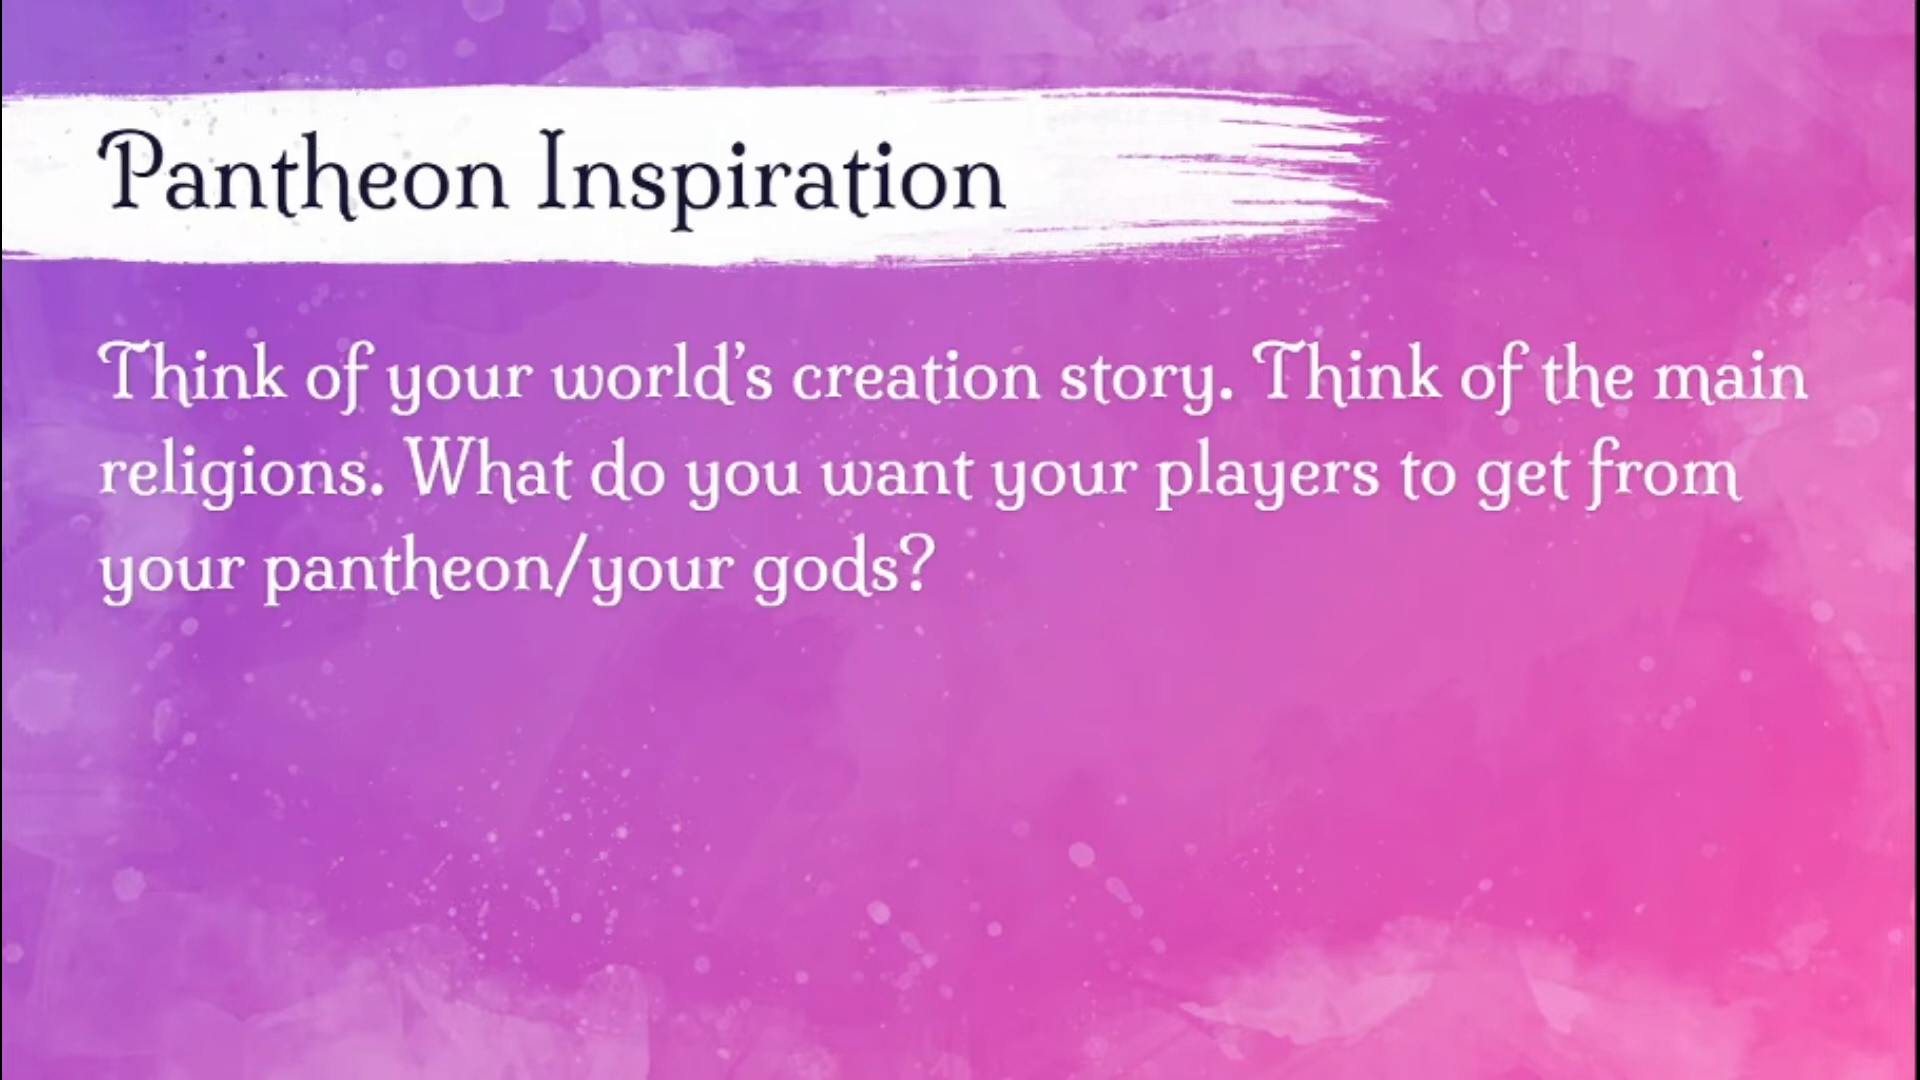 Pantheon Inspiration
Think of your world’s creation story. Think of the main
religions. What do you want your players to get from
your pantheon/your gods?